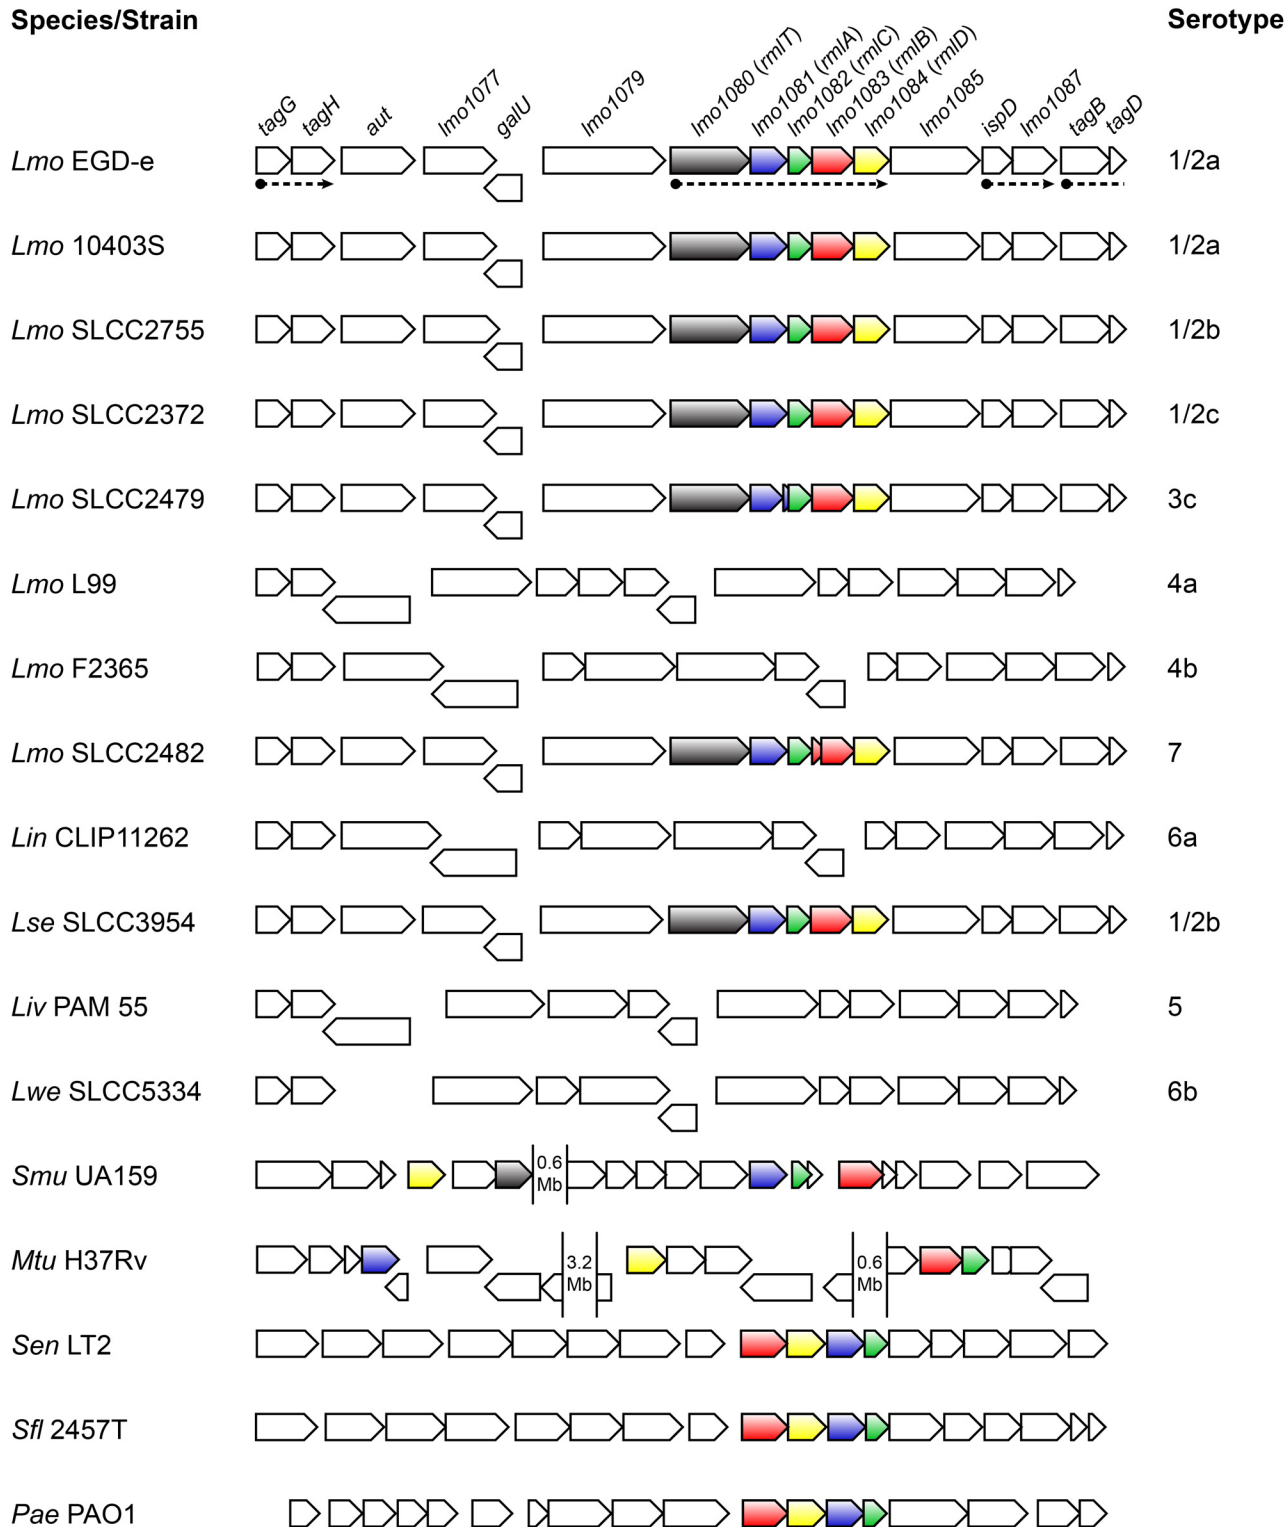 Species/Strain Serotype
tagG tagH aut lmo1077 galU lmo1079 lmo1080 (rmlT) lmo1081 (rmlA) lmo1082 (rmlC) lmo1083 (rmlB) lmo1084 (rmlD) lmo1085 ispD lmo1087 tagB tagD
Lmo EGD-e 1/2a
Lmo 10403S 1/2a
Lmo SLCC2755 1/2b
Lmo SLCC2372 1/2c
Lmo SLCC2479 3c
Lmo L99 4a
Lmo F2365 4b
Lmo SLCC2482 7
Lin CLIP11262 6a
Lse SLCC3954 1/2b
Liv PAM 55 5
Lwe SLCC5334 6b
Smu UA159 0.6 Mb
Mtu H37Rv 3.2 Mb 0.6 Mb
Sen LT2
Sfl 2457T
Pae PAO1